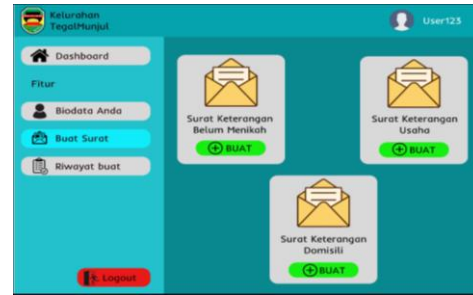 Kelurahan
TegalMunjul
User123
Dashboard
Fitur
Biodata Anda
Buat Surat
Riwayat buat
Logout
Surat Keterangan
Belum Menikah
BUAT
Surat Keterangan
Usaha
BUAT
Surat Keterangan
Domisili
BUAT